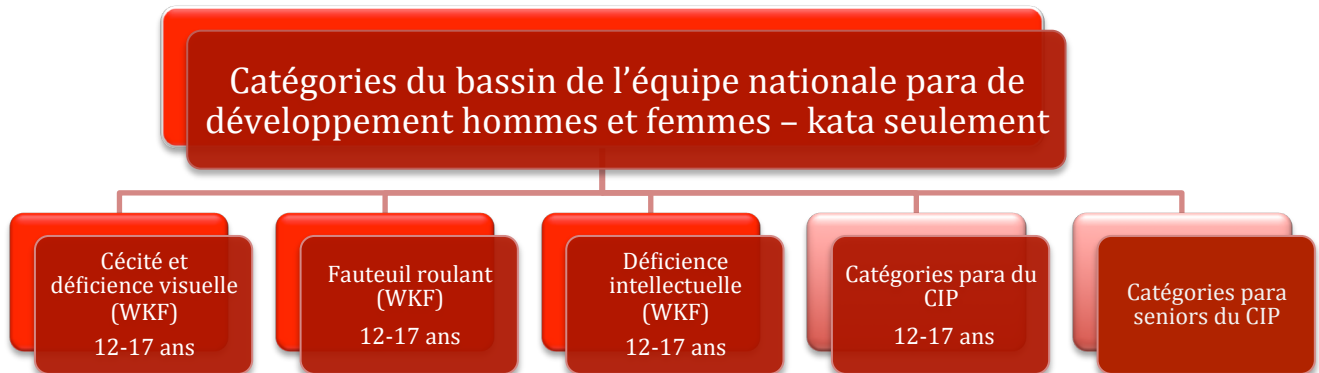 Catégories du bassin de l’équipe nationale para de
développement hommes et femmes – kata seulement
Cécité et
déficience visuelle
(WKF)
12-17 ans
Fauteuil roulant
(WKF)
12-17 ans
Déficience
intellectuelle
(WKF)
12-17 ans
Catégories para du
CIP
12-17 ans
Catégories para
seniors du CIP